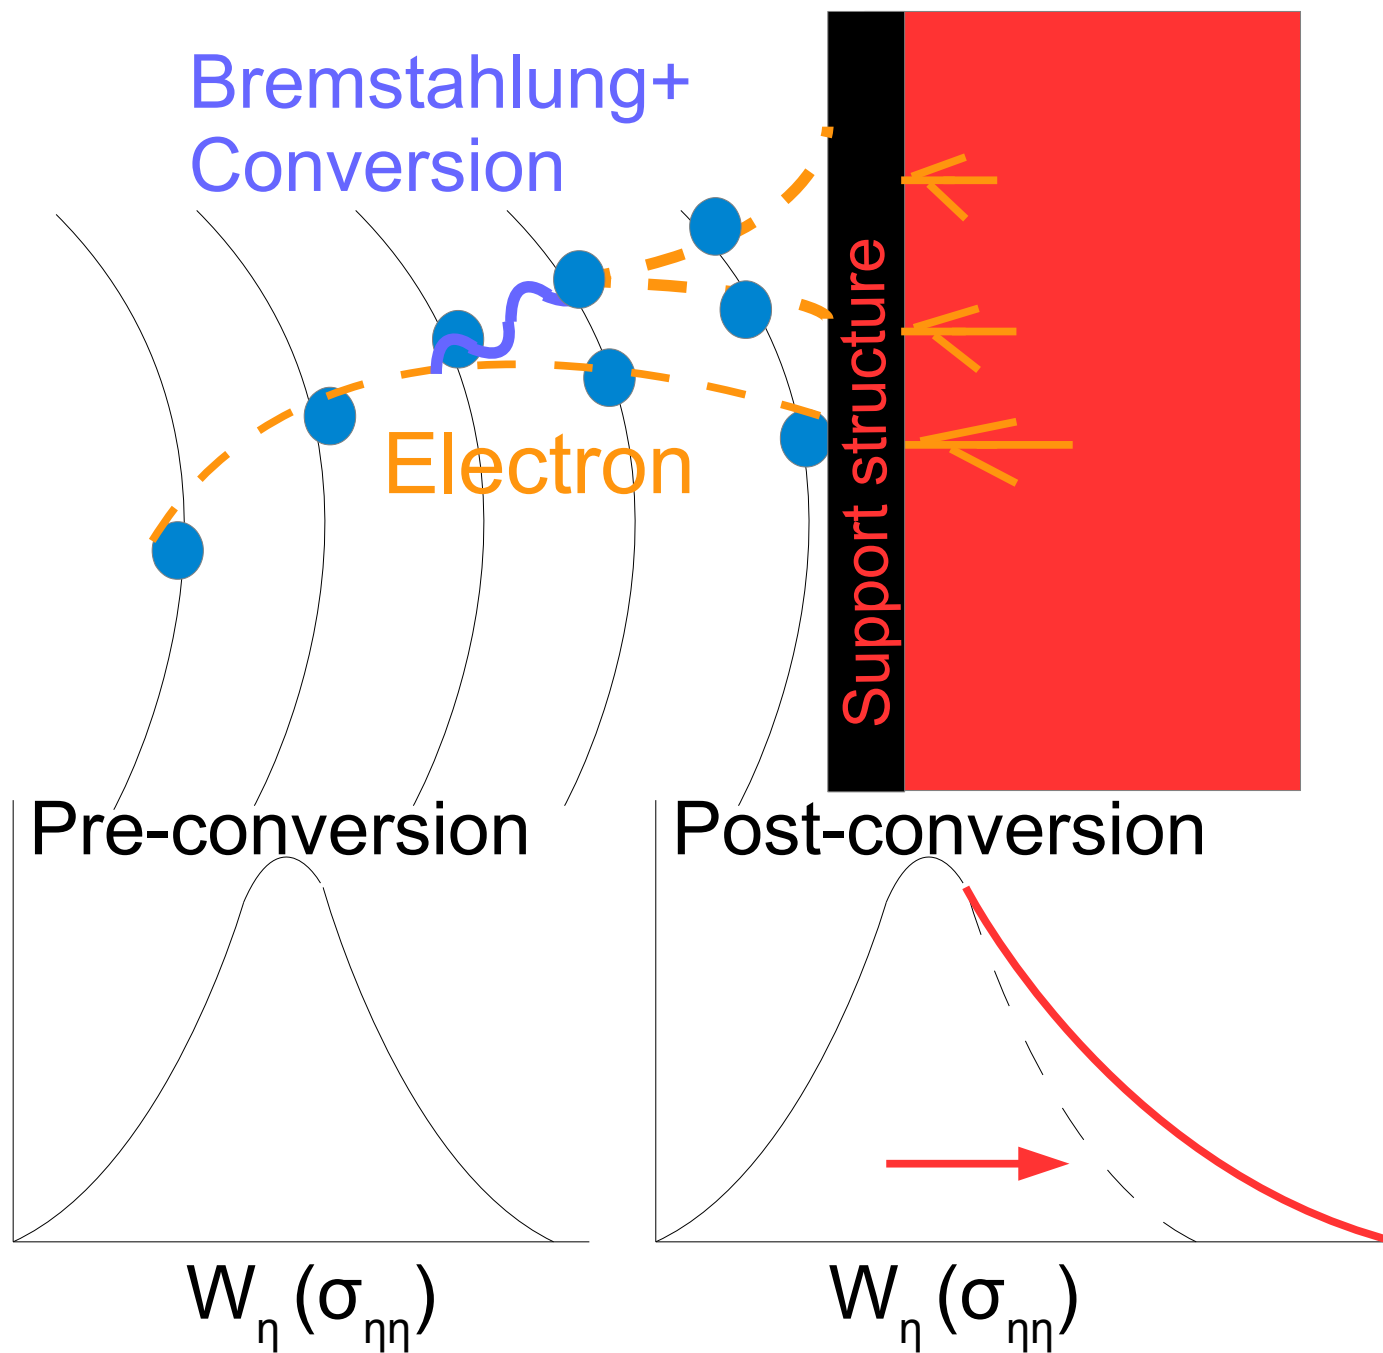 Bremstahlung+
Conversion
Electron
Support structure
Pre-conversion
Post-conversion
Wη(σηη)
Wη(σηη)